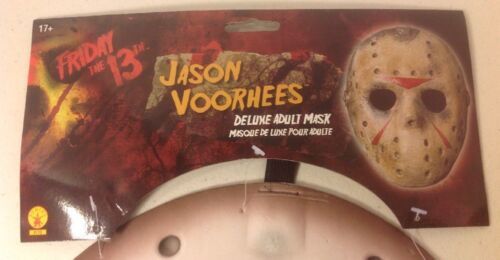 17+
FRIDAY
THE 13TH
JASON
VOORHEES
DELUXE ADULT MASK
MASQUE DE LUXE POUR ADULTE